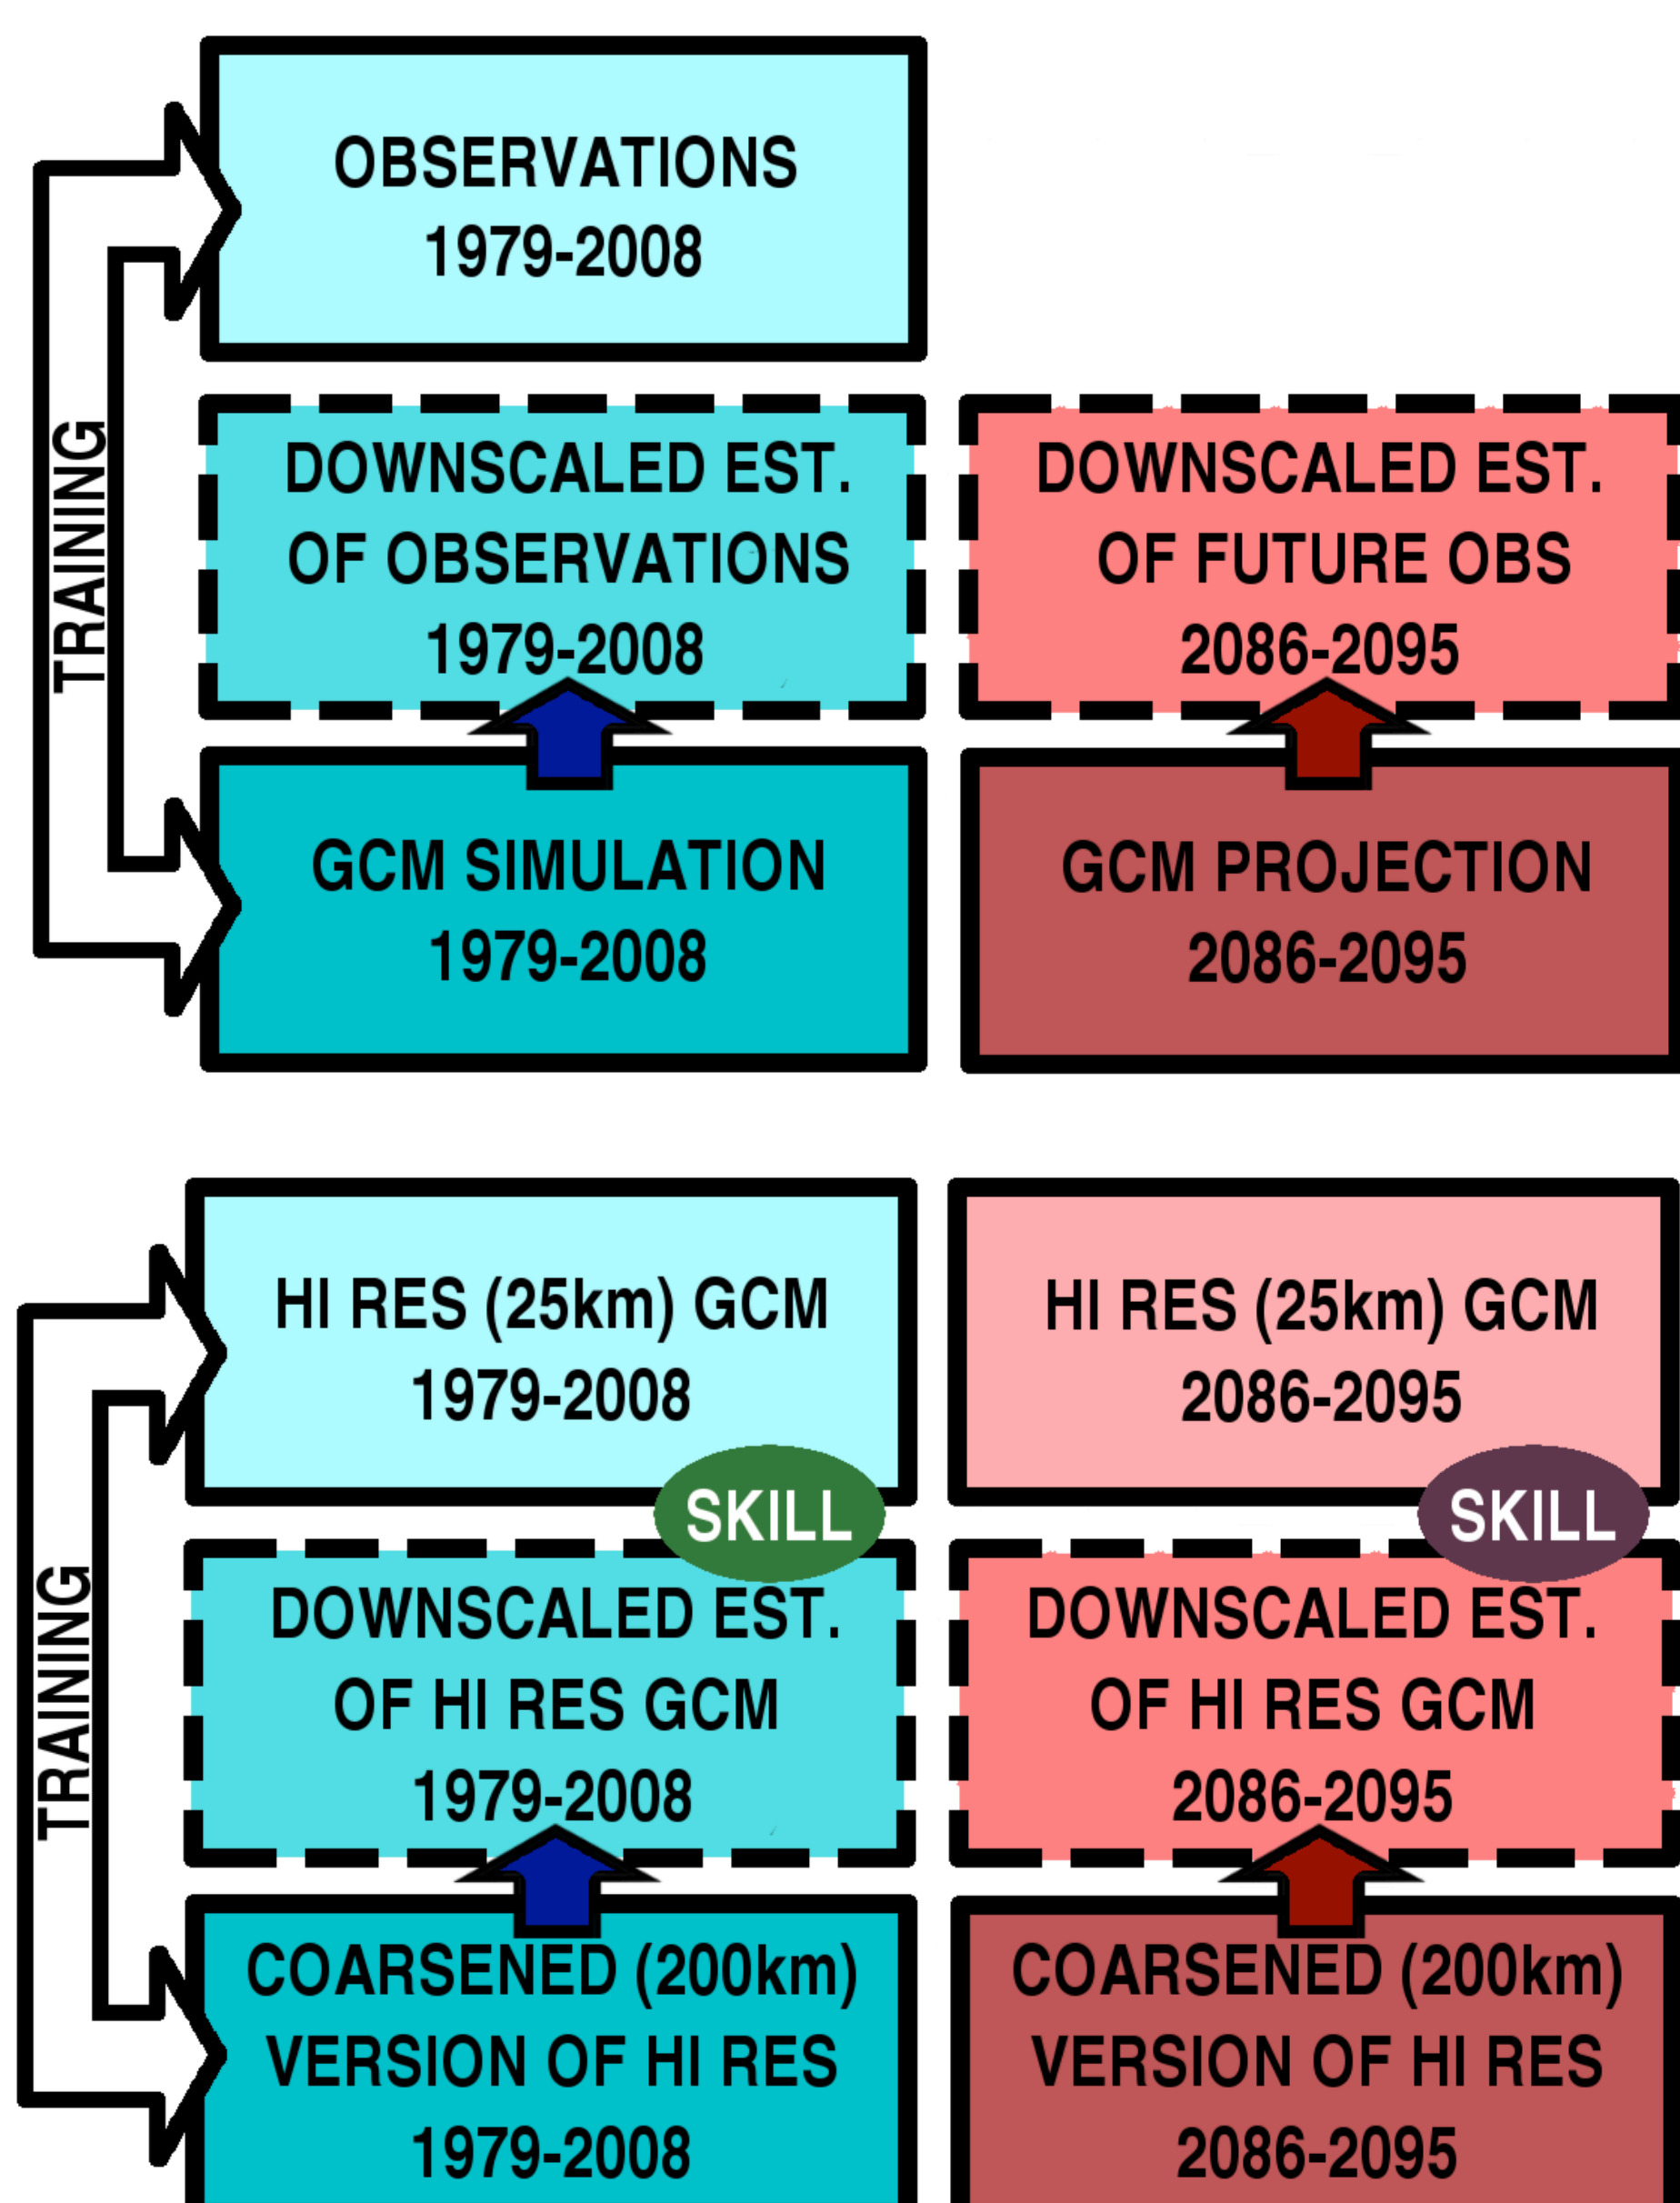 OBSERVATIONS
1979-2008
TRAINING
DOWNSCALED EST.
OF OBSERVATIONS
1979-2008
DOWNSCALED EST.
OF FUTURE OBS
2086-2095
GCM SIMULATION
1979-2008
GCM PROJECTION
2086-2095
HI RES (25km) GCM
1979-2008
HI RES (25km) GCM
2086-2095
SKILL
SKILL
TRAINING
DOWNSCALED EST.
OF HI RES GCM
1979-2008
DOWNSCALED EST.
OF HI RES GCM
2086-2095
COARSENED (200km)
VERSION OF HI RES
1979-2008
COARSENED (200km)
VERSION OF HI RES
2086-2095